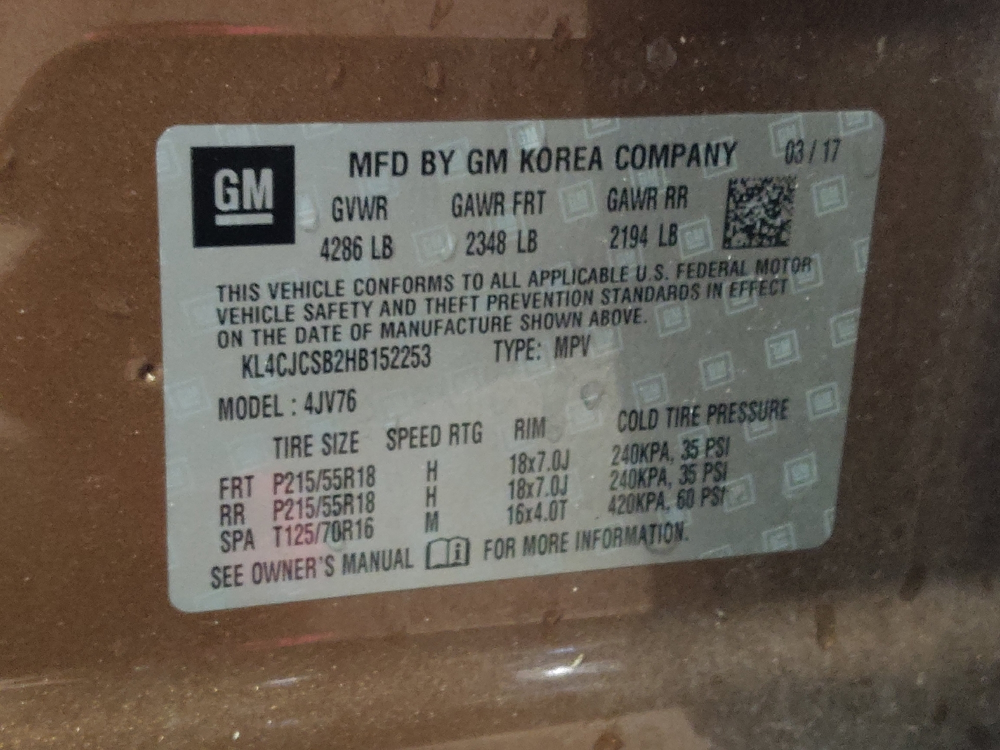 GM
MFD BY GM KOREA COMPANY 03 / 17
GVWR GAWR FRT GAWR RR
4286 LB 2348 LB 2194 LB
THIS VEHICLE CONFORMS TO ALL APPLICABLE U.S. FEDERAL MOTOR
VEHICLE SAFETY AND THEFT PREVENTION STANDARDS IN EFFECT
ON THE DATE OF MANUFACTURE SHOWN ABOVE.
KL4CJCSB2HB152253 TYPE: MPV
MODEL : 4JV76
TIRE SIZE SPEED RTG RIM COLD TIRE PRESSURE
FRT P215/55R18 H 18x7.0J 240KPA, 35 PSI
RR P215/55R18 H 18x7.0J 240KPA, 35 PSI
SPA T125/70R16 M 16x4.0T 420KPA, 60 PSI
SEE OWNER'S MANUAL FOR MORE INFORMATION.